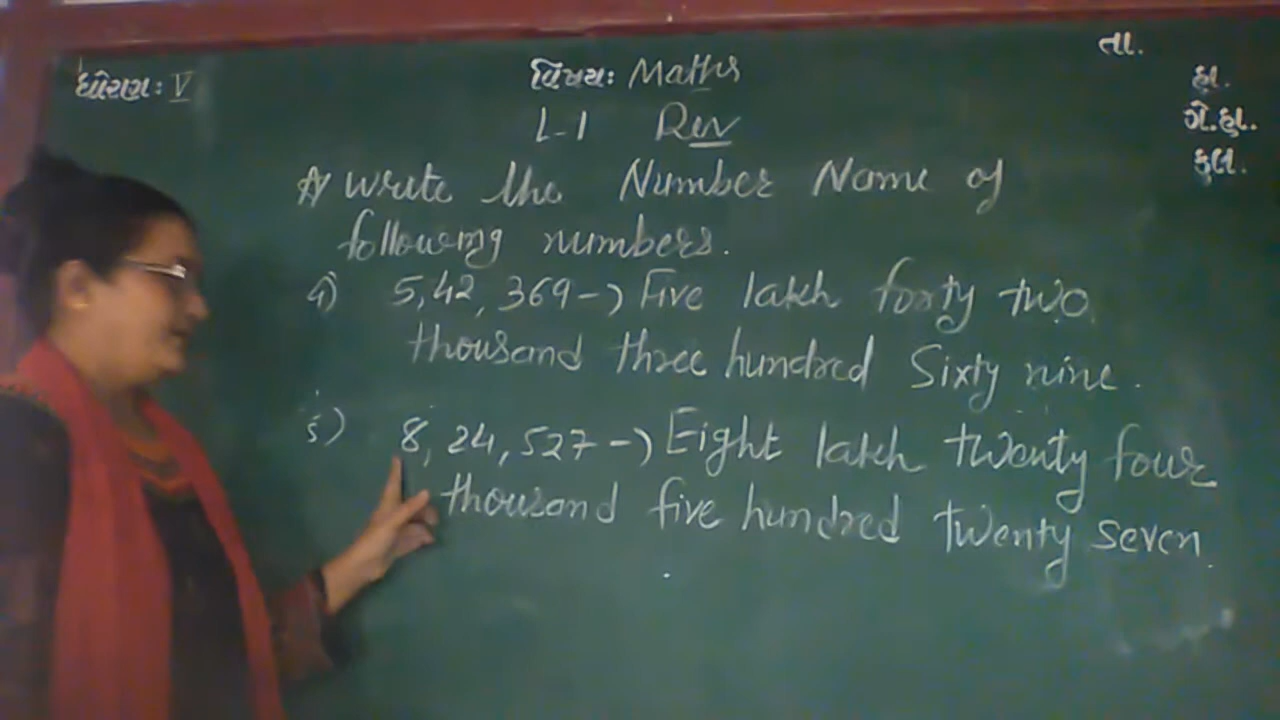 ધોરણ: V
વિષય: Maths
તા.
હા.
ગે.હા.
કુલ.
L-1 Rev
* Write the Number Name of
following numbers.
4) 5,42,369 -> Five lakh forty two
thousand three hundred Sixty nine.
5) 8,24,527 -> Eight lakh twenty four
thousand five hundred twenty seven.